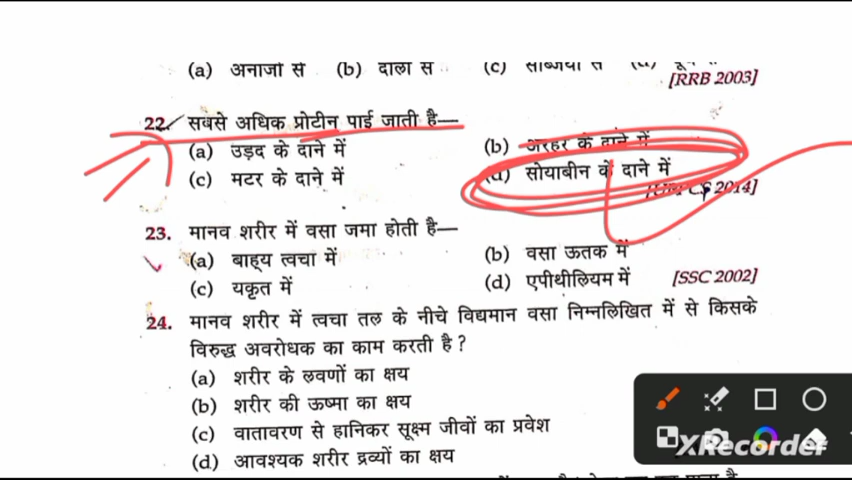 (a) अनाजों से (b) दालों से (c) सब्जियों से
[RRB 2003]
22. सबसे अधिक प्रोटीन पाई जाती है—
(a) उड़द के दाने में (b) अरहर के दाने में
(c) मटर के दाने में (d) सोयाबीन के दाने में
2014]
23. मानव शरीर में वसा जमा होती है—
(a) बाह्य त्वचा में (b) वसा ऊतक में
(c) यकृत में (d) एपीथीलियम में [SSC 2002]
24. मानव शरीर में त्वचा तल के नीचे विद्यमान वसा निम्नलिखित में से किसके
विरुद्ध अवरोधक का काम करती है ?
(a) शरीर के लवणों का क्षय
(b) शरीर की ऊष्मा का क्षय
(c) वातावरण से हानिकर सूक्ष्म जीवों का प्रवेश
(d) आवश्यक शरीर द्रव्यों का क्षय
XRecorder